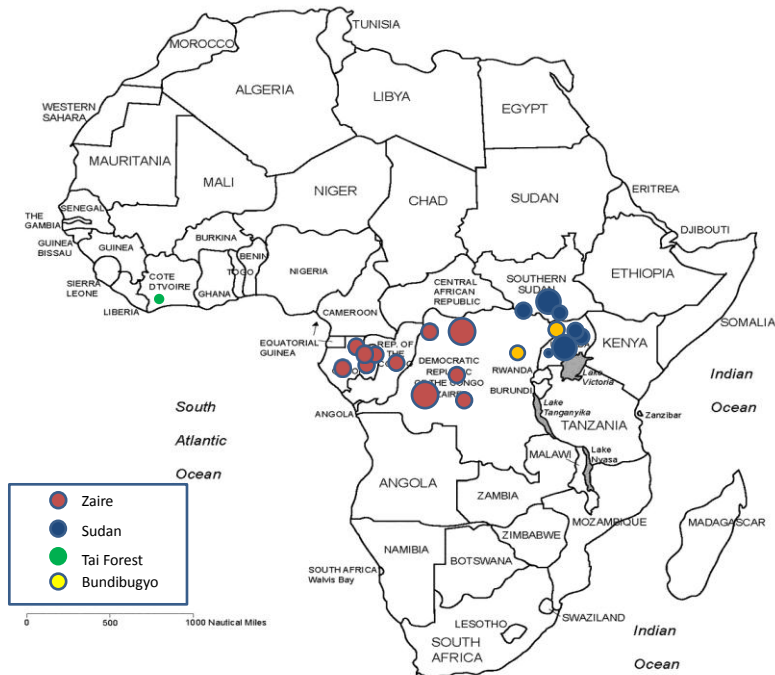 TUNISIA
MOROCCO
ALGERIA
LIBYA
EGYPT
WESTERN
SAHARA
MAURITANIA
MALI
NIGER
CHAD
SUDAN
ERITREA
SENEGAL
THE
GAMBIA
GUINEA
BISSAU
GUINEA
BURKINA
BENIN
TOGO
NIGERIA
DJIBOUTI
SIERRA
LEONE
COTE
DTVOIRE
GHANA
LIBERIA
CENTRAL
AFRICAN
REPUBLIC
SOUTHERN
SUDAN
ETHIOPIA
CAMEROON
SOMALIA
EQUATORIAL
GUINEA
REP. OF
THE
DEMOCRATIC
REPUBLIC
OF THE CONGO
ZAIRE
KENYA
RWANDA
BURUNDI
Lake
Victoria
Indian
Ocean
South
Atlantic
Ocean
ANGOLA
Lake
Tanganyika
TANZANIA
Zanzibar
MALAWI
Lake
Nyasa
ANGOLA
ZAMBIA
MOZAMBIQUE
MADAGASCAR
ZIMBABWE
NAMIBIA
BOTSWANA
SOUTH AFRICA
Walvis Bay
SWAZILAND
LESOTHO
SOUTH
AFRICA
Indian
Ocean
Zaire
Sudan
Tai Forest
Bundibugyo
0 500 1000 Nautical Miles